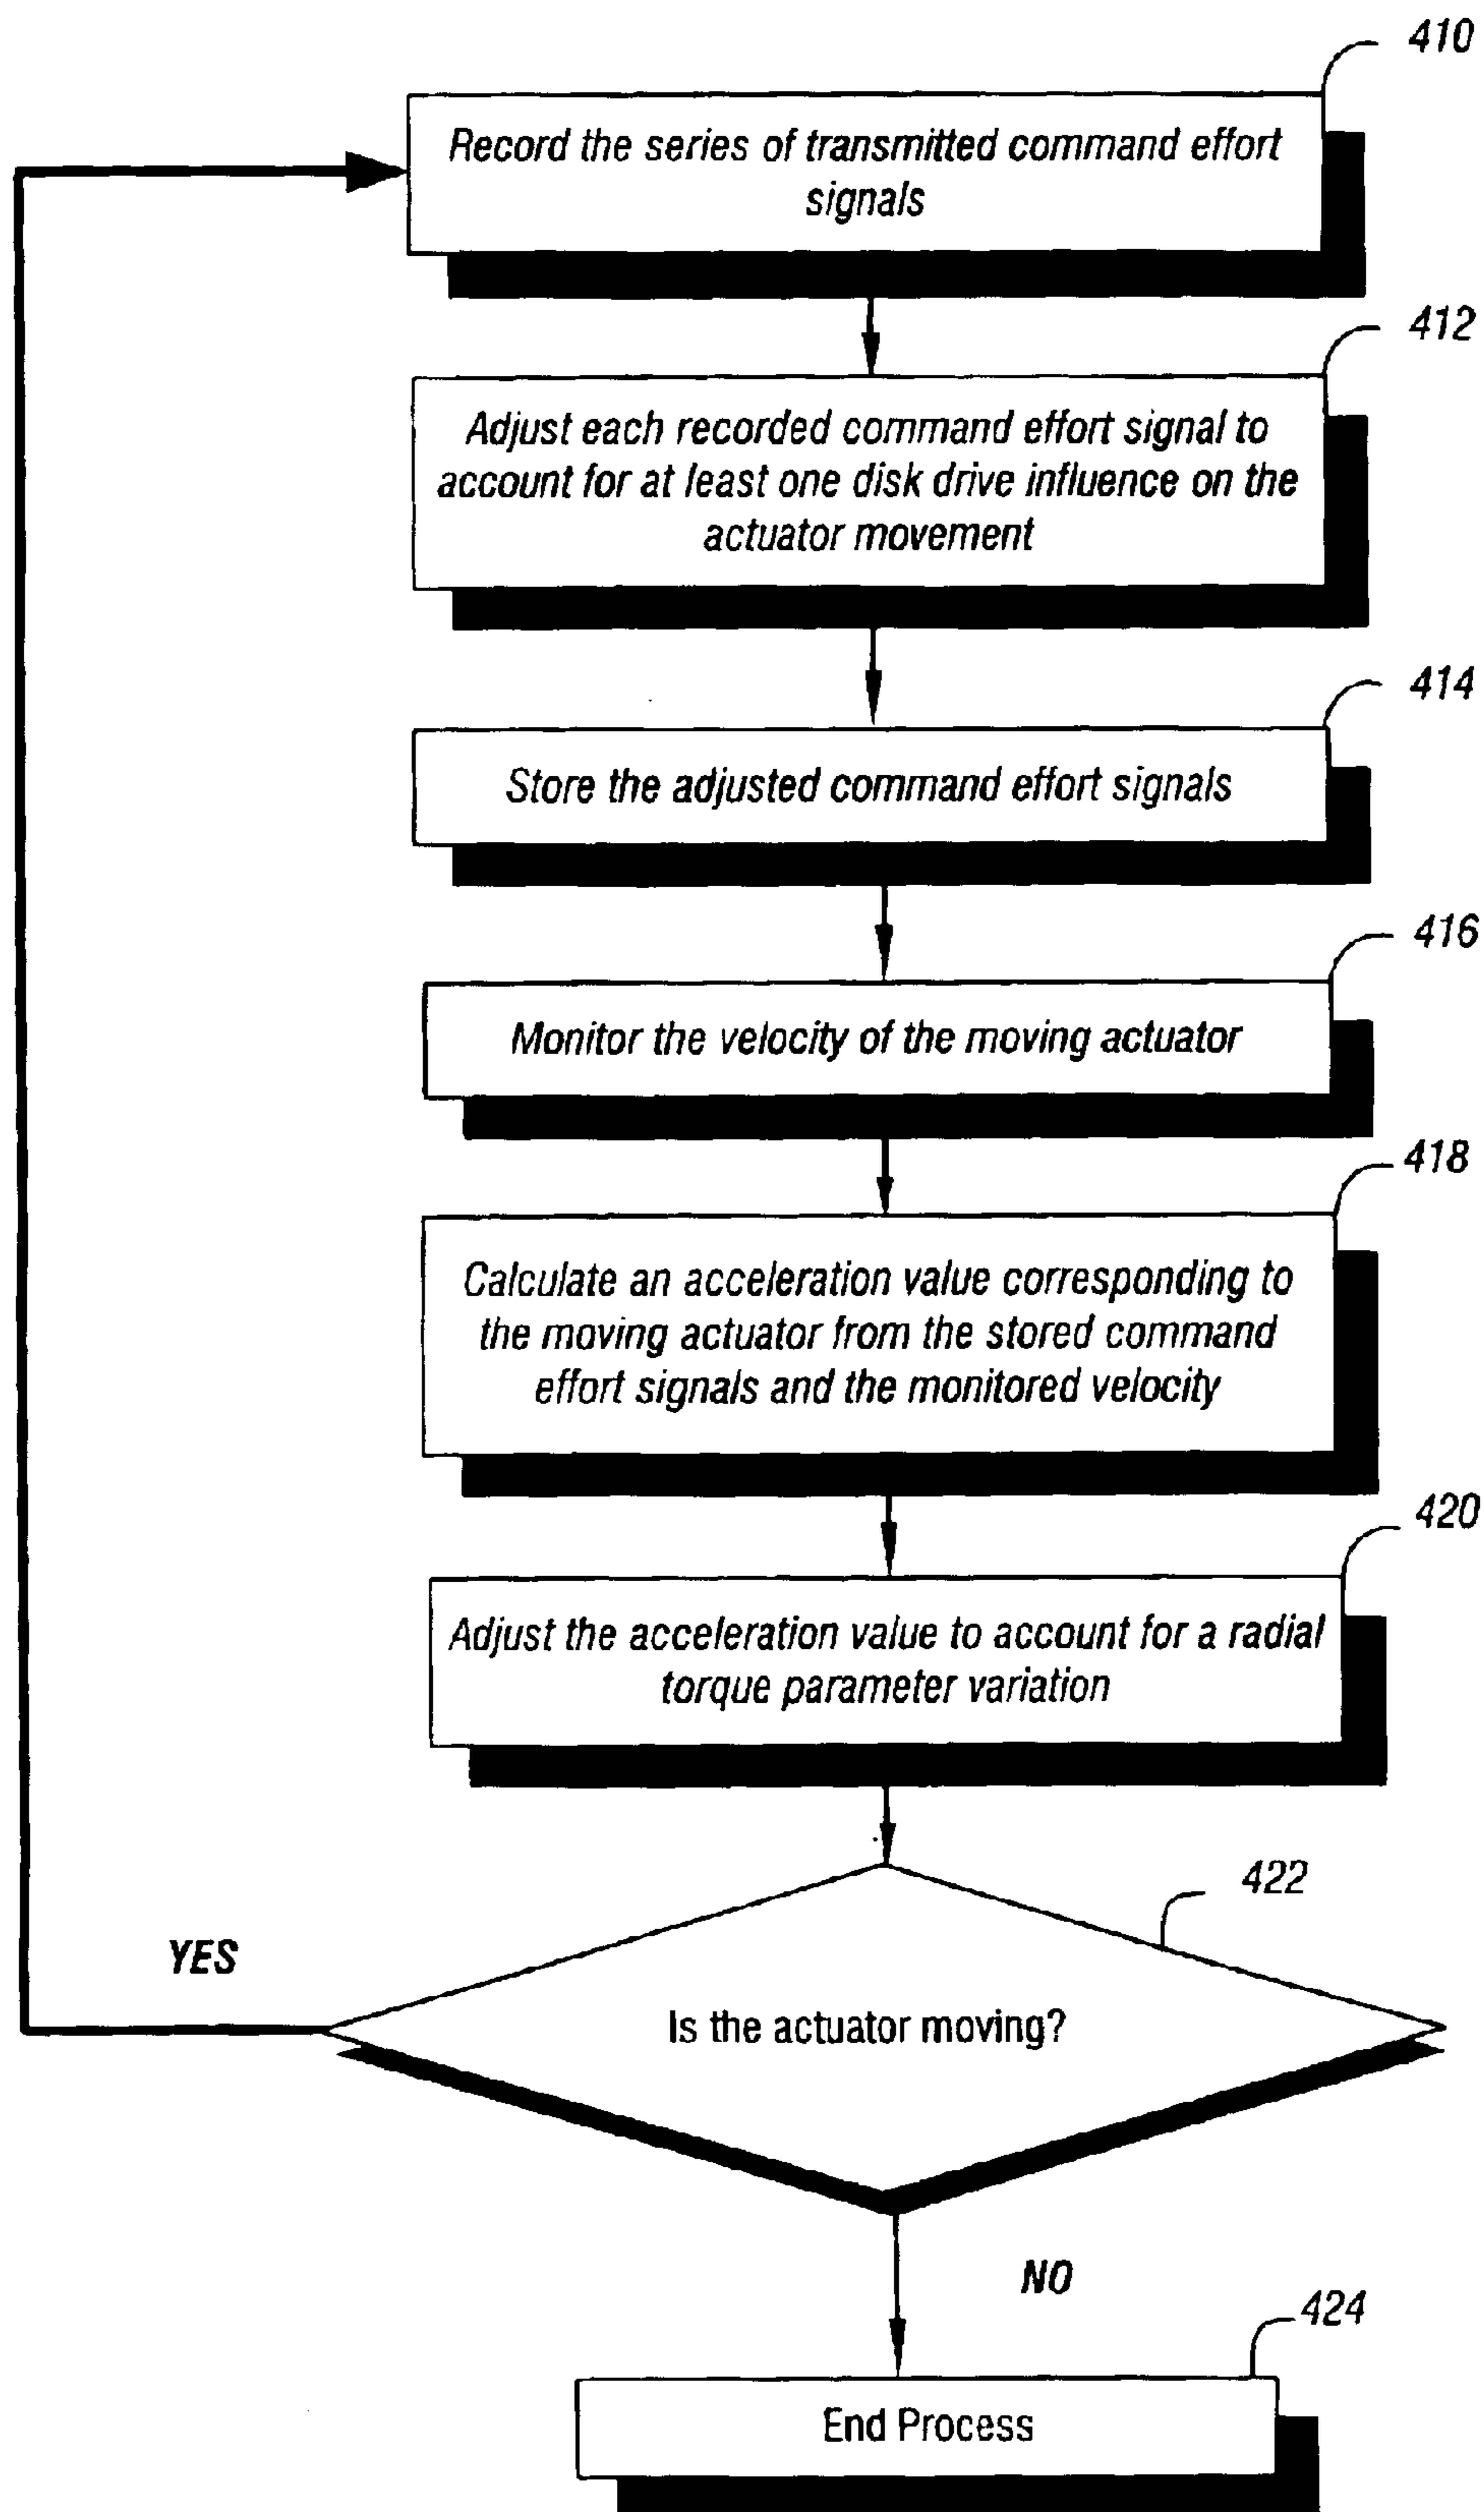 410
Record the series of transmitted command effort
signals
412
Adjust each recorded command effort signal to
account for at least one disk drive influence on the
actuator movement
414
Store the adjusted command effort signals
416
Monitor the velocity of the moving actuator
418
Calculate an acceleration value corresponding to
the moving actuator from the stored command
effort signals and the monitored velocity
420
Adjust the acceleration value to account for a radial
torque parameter variation
422
YES
Is the actuator moving?
NO
424
End Process